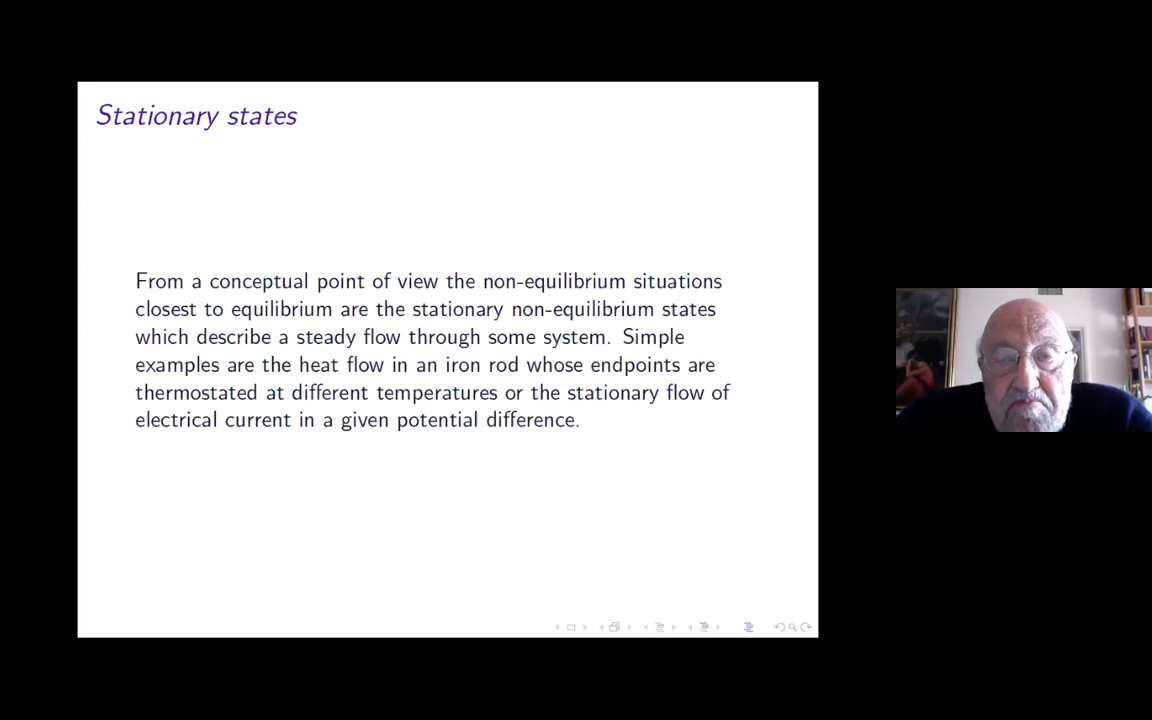 Stationary states
From a conceptual point of view the non-equilibrium situations
closest to equilibrium are the stationary non-equilibrium states
which describe a steady flow through some system. Simple
examples are the heat flow in an iron rod whose endpoints are
thermostated at different temperatures or the stationary flow of
electrical current in a given potential difference.